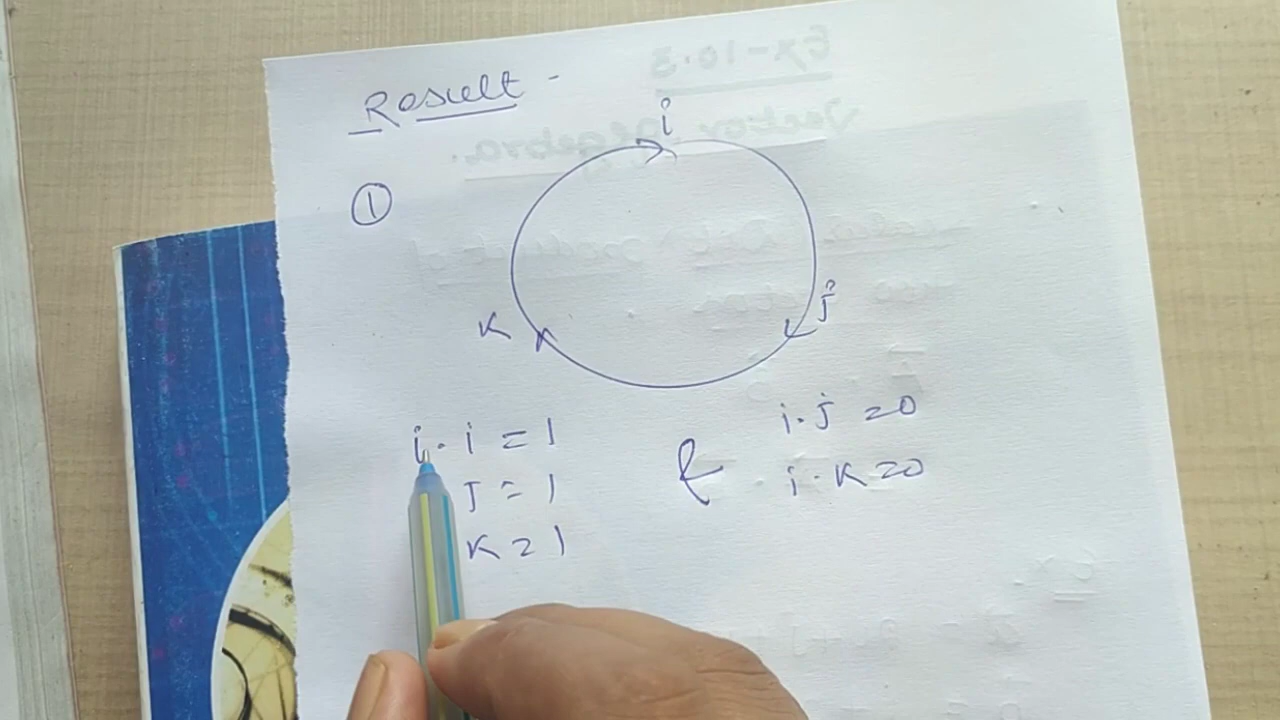 Result -
①
i
j
K
i . i = 1
J = 1
K = 1
& i . j = 0
i . K = 0